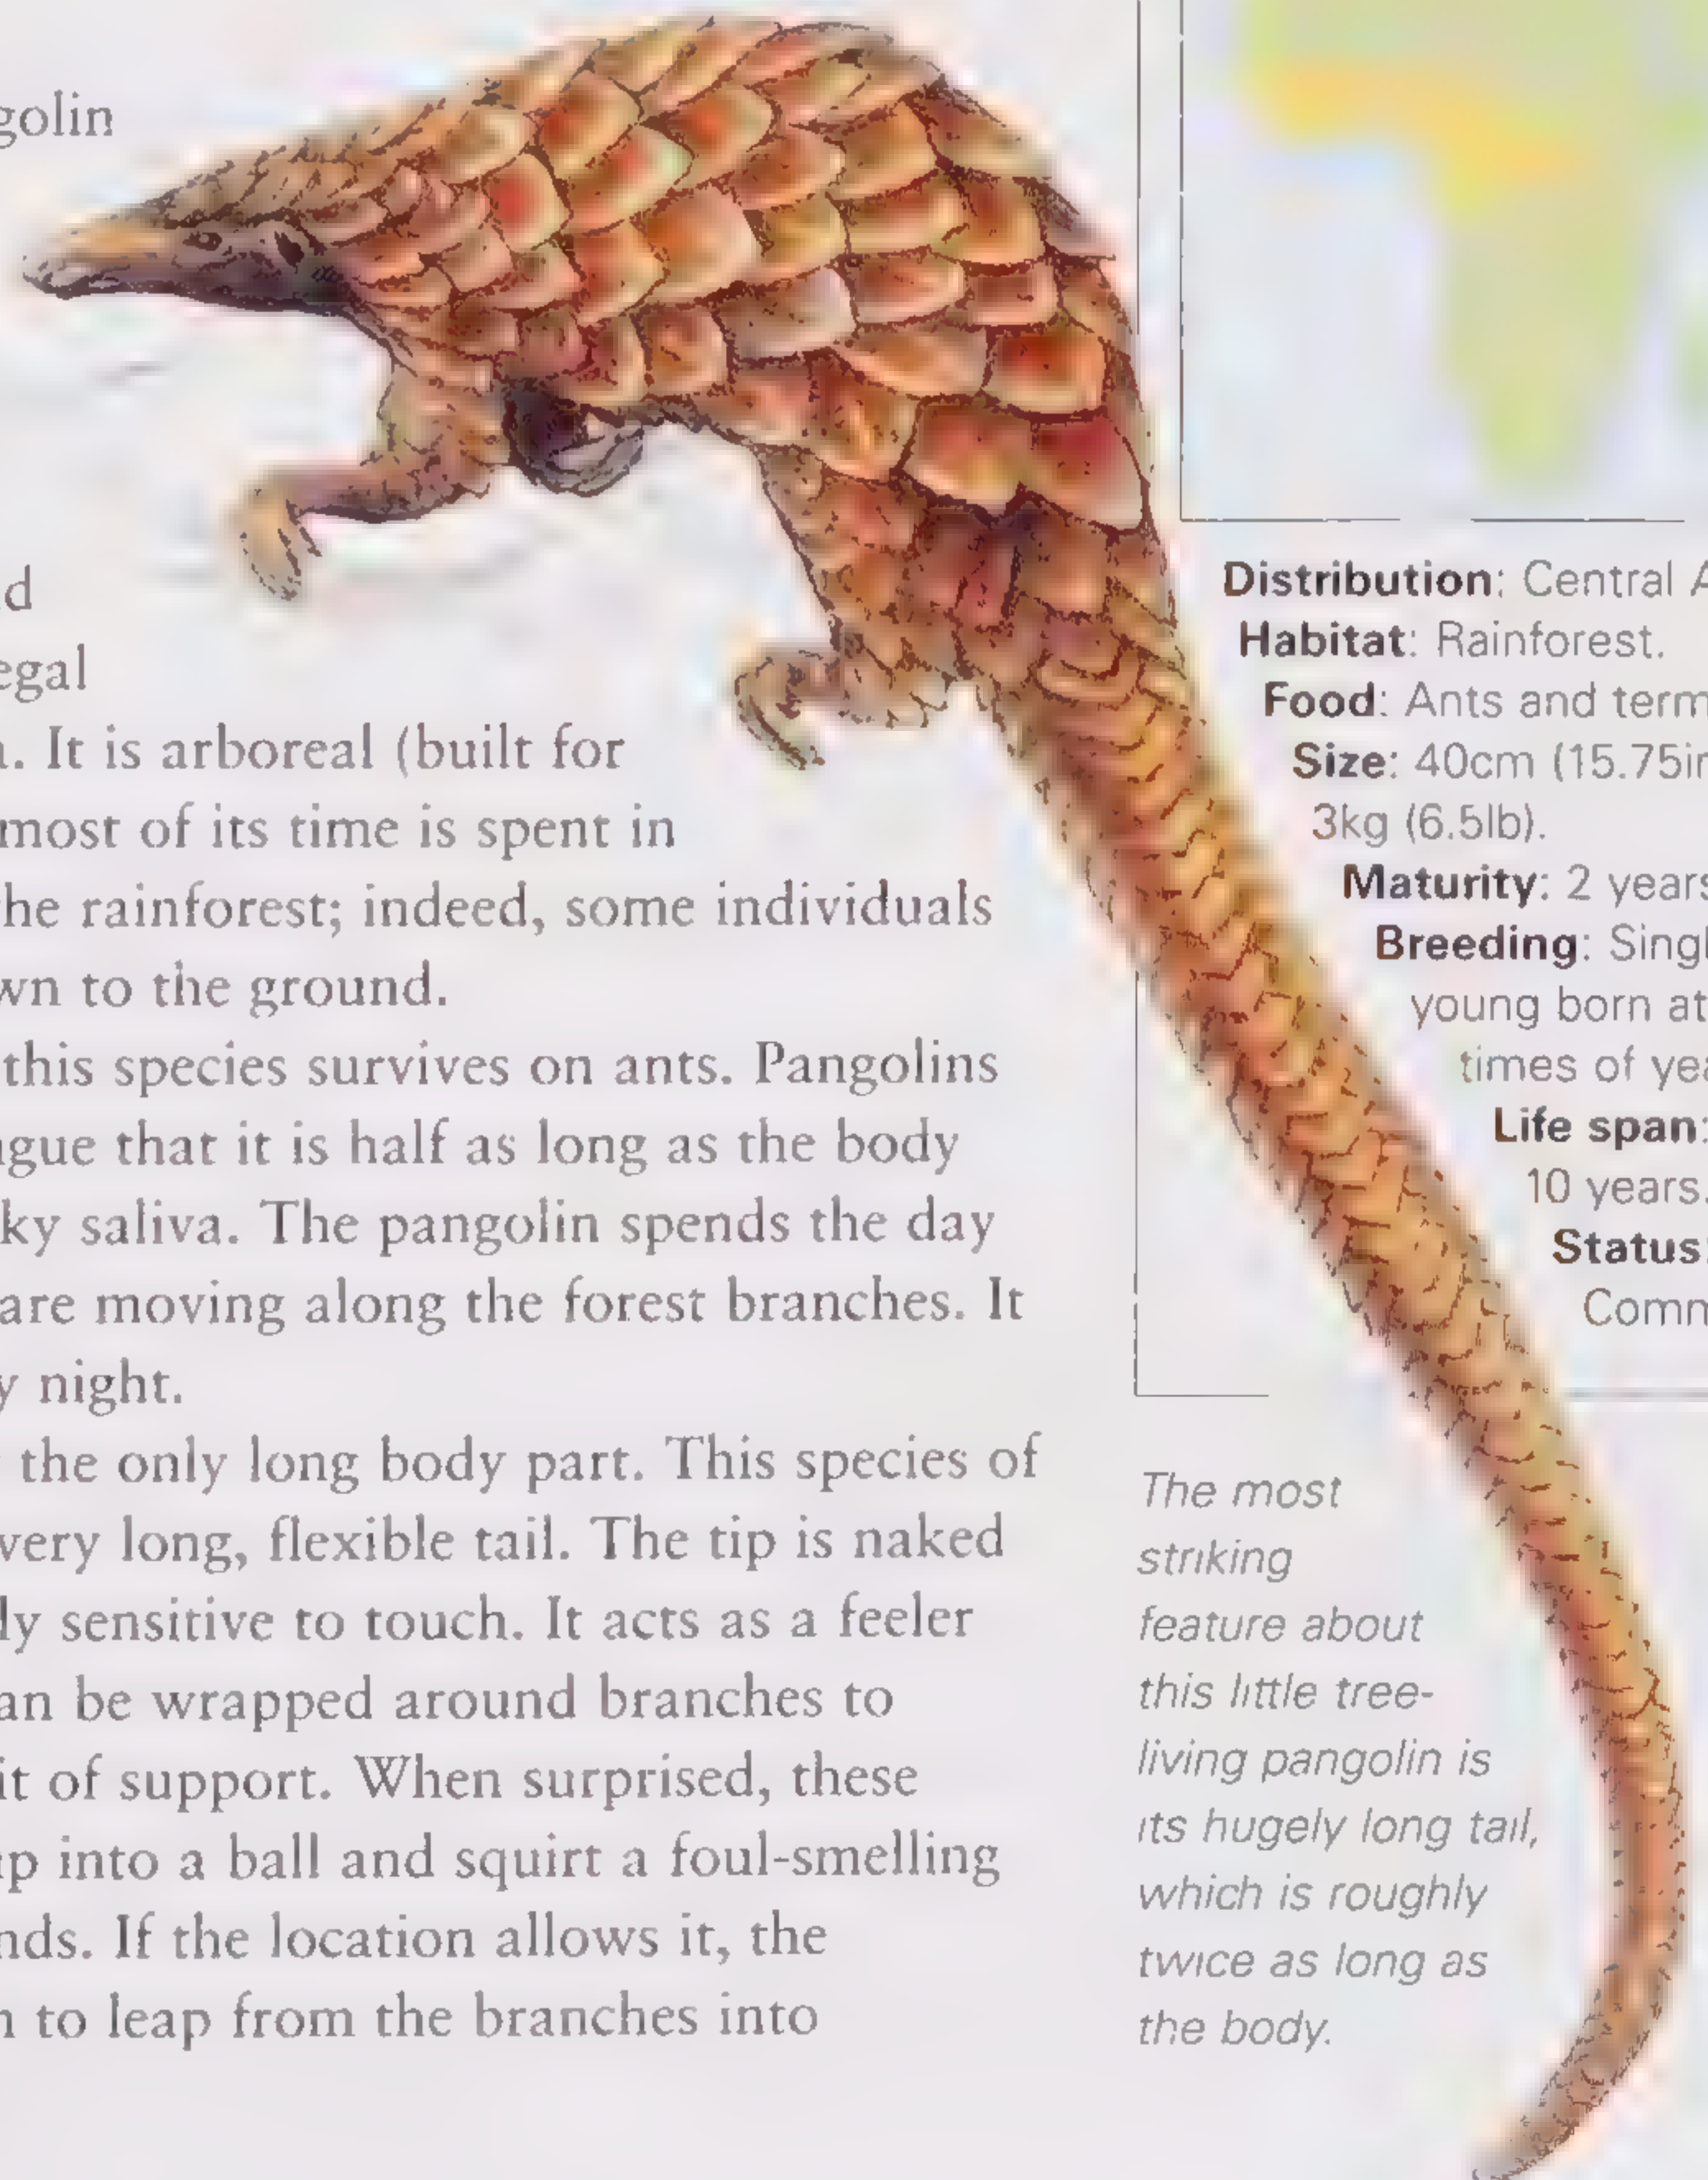 golin
d
egal
. It is arboreal (built for
most of its time is spent in
he rainforest; indeed, some individuals
wn to the ground.
this species survives on ants. Pangolins
gue that it is half as long as the body
ky saliva. The pangolin spends the day
are moving along the forest branches. It
y night.
the only long body part. This species of
very long, flexible tail. The tip is naked
ly sensitive to touch. It acts as a feeler
an be wrapped around branches to
it of support. When surprised, these
up into a ball and squirt a foul-smelling
nds. If the location allows it, the
n to leap from the branches into
Distribution: Central A
Habitat: Rainforest.
Food: Ants and term
Size: 40cm (15.75in
3kg (6.5lb).
Maturity: 2 years
Breeding: Singl
young born at
times of yea
Life span:
10 years.
Status:
Comm
The most
striking
feature about
this little tree-
living pangolin is
its hugely long tail,
which is roughly
twice as long as
the body.